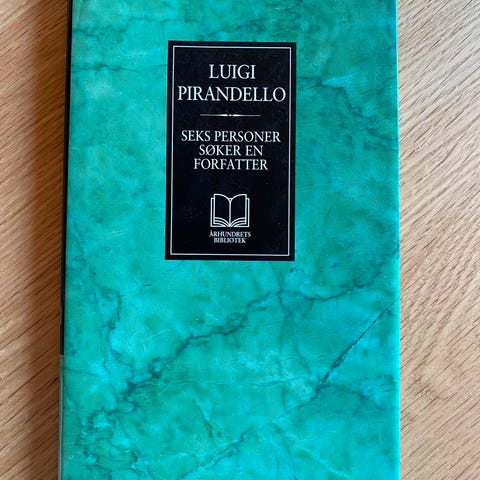 LUIGI
PIRANDELLO
SEKS PERSONER
SØKER EN
FORFATTER
ÅRHUNDRETS
BIBLIOTEK